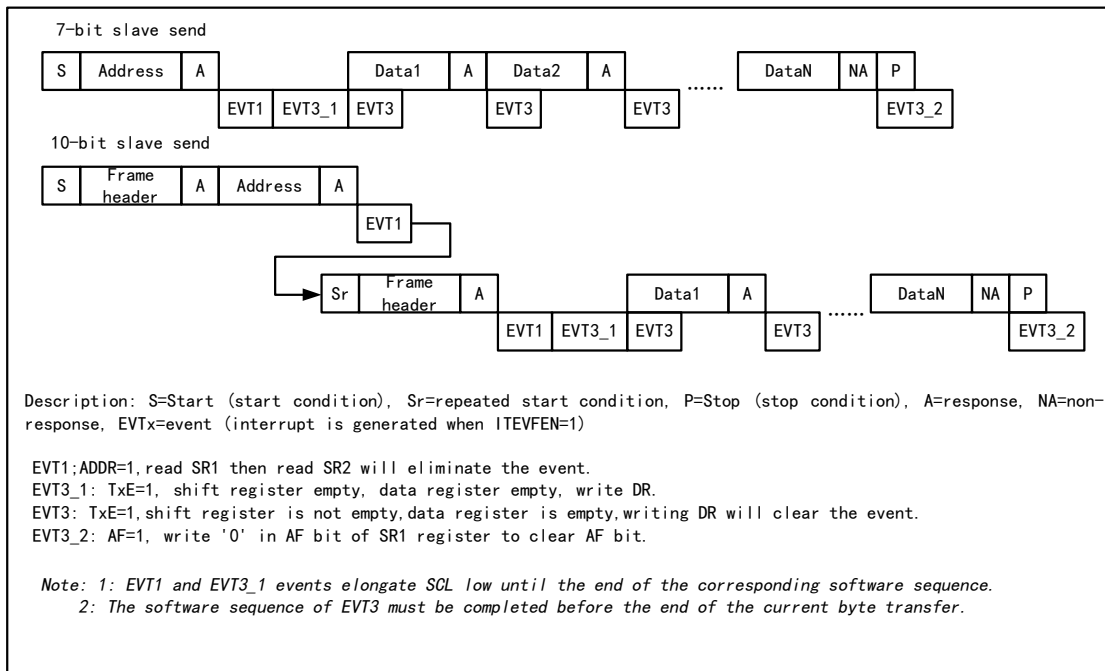 7-bit slave send
S Address A Data1 A Data2 A ...... DataN NA P
EVT1 EVT3_1 EVT3 EVT3 EVT3 EVT3_2
10-bit slave send
S Frame header A Address A
EVT1
Sr Frame header A Data1 A ...... DataN NA P
EVT1 EVT3_1 EVT3 EVT3 EVT3_2
Description: S=Start (start condition), Sr=repeated start condition, P=Stop (stop condition), A=response, NA=non-
response, EVTx=event (interrupt is generated when ITEVFEN=1)
EVT1;ADDR=1,read SR1 then read SR2 will eliminate the event.
EVT3_1: TxE=1, shift register empty, data register empty, write DR.
EVT3: TxE=1,shift register is not empty,data register is empty,writing DR will clear the event.
EVT3_2: AF=1, write '0' in AF bit of SR1 register to clear AF bit.
Note: 1: EVT1 and EVT3_1 events elongate SCL low until the end of the corresponding software sequence.
2: The software sequence of EVT3 must be completed before the end of the current byte transfer.